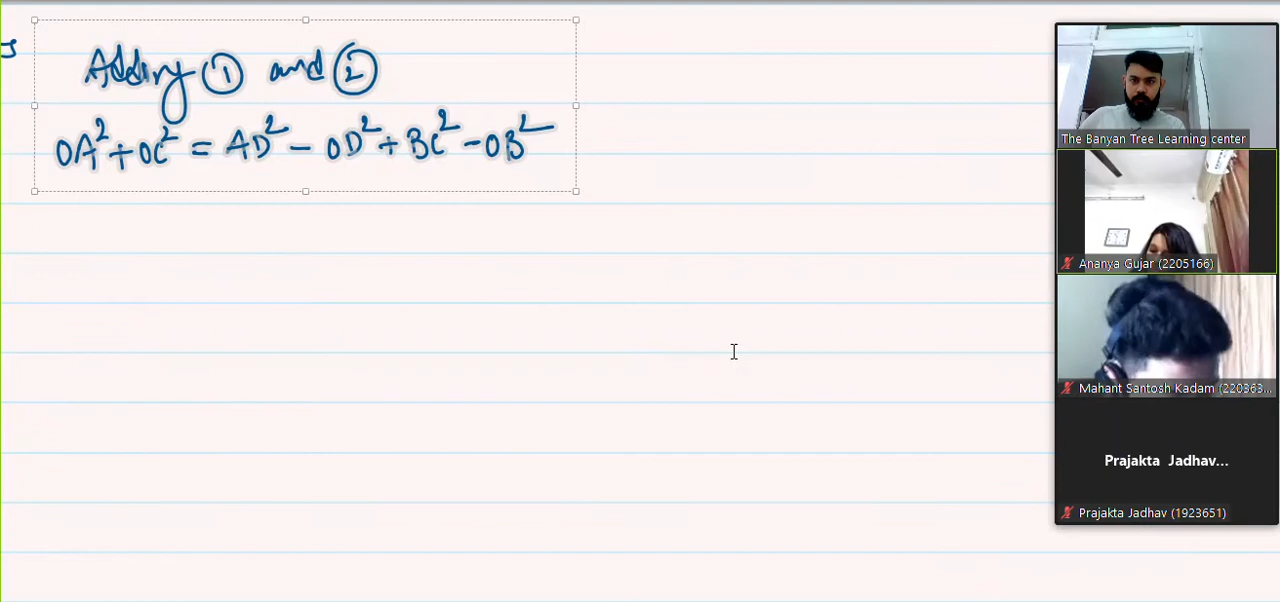 Adding ① and ②
OA² + OC² = AD² − OD² + BC² − OB²
The Banyan Tree Learning center
Ananya Gujar (2205166)
Mahant Santosh Kadam (220363...
Prajakta Jadhav...
Prajakta Jadhav (1923651)